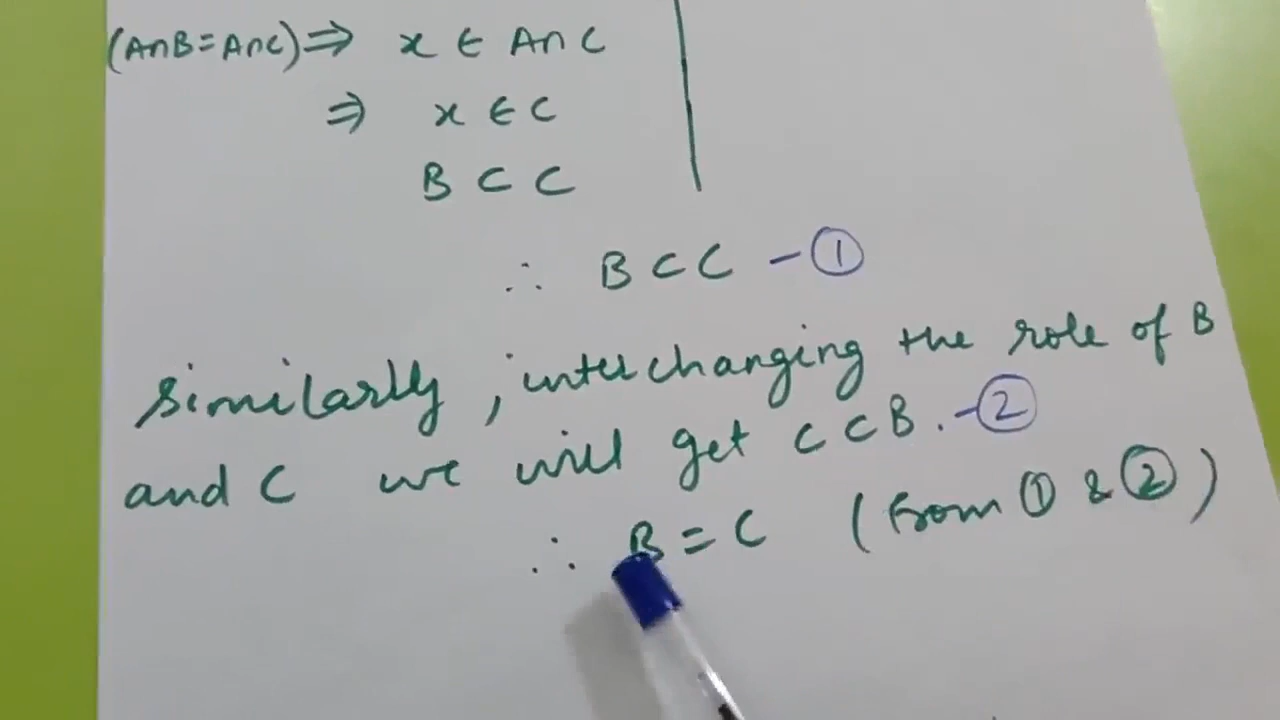 (A∩B=A∩C)⇒ x ∈ A∩C
⇒ x ∈ C
B ⊂ C
∴ B ⊂ C - ①
Similarly, interchanging the role of B
and C we will get C⊂B. -②
∴ B = C (from ① & ②)